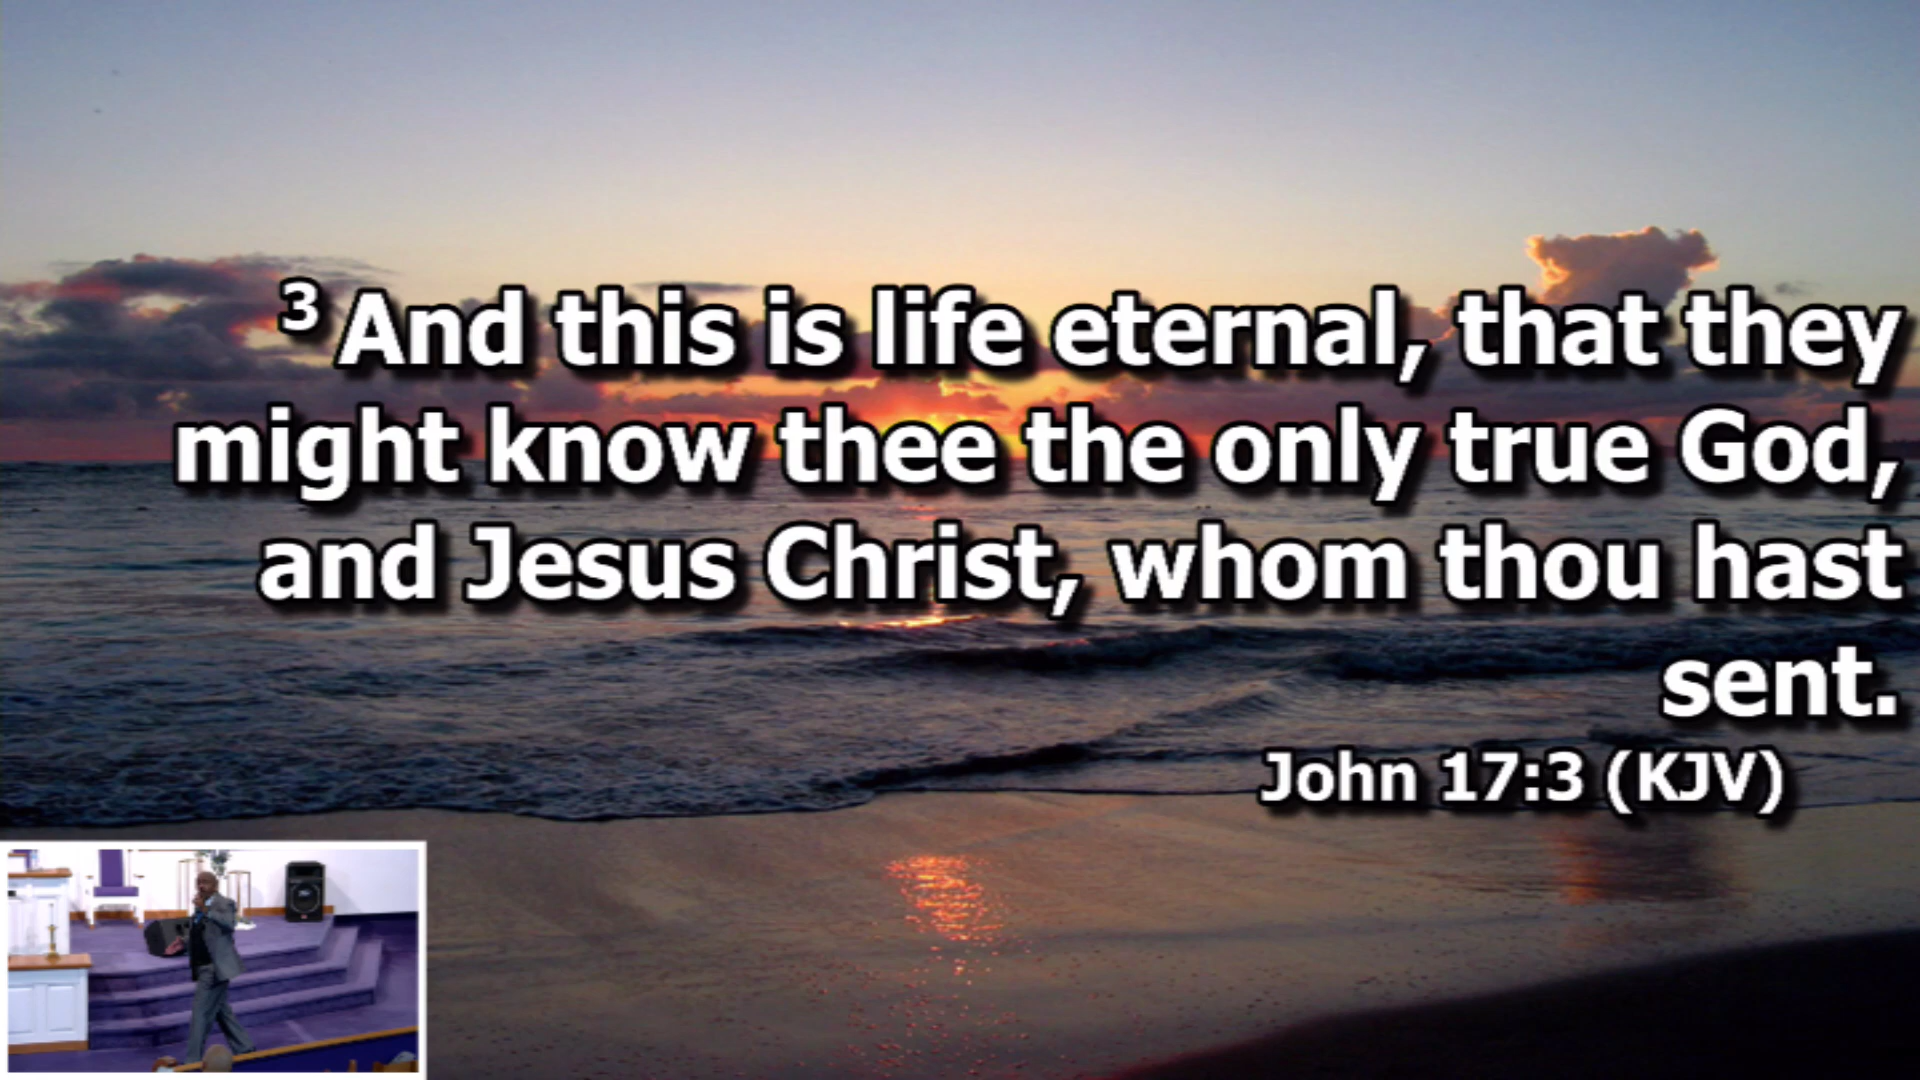 3 And this is life eternal, that they
might know thee the only true God,
and Jesus Christ, whom thou hast
sent.
John 17:3 (KJV)